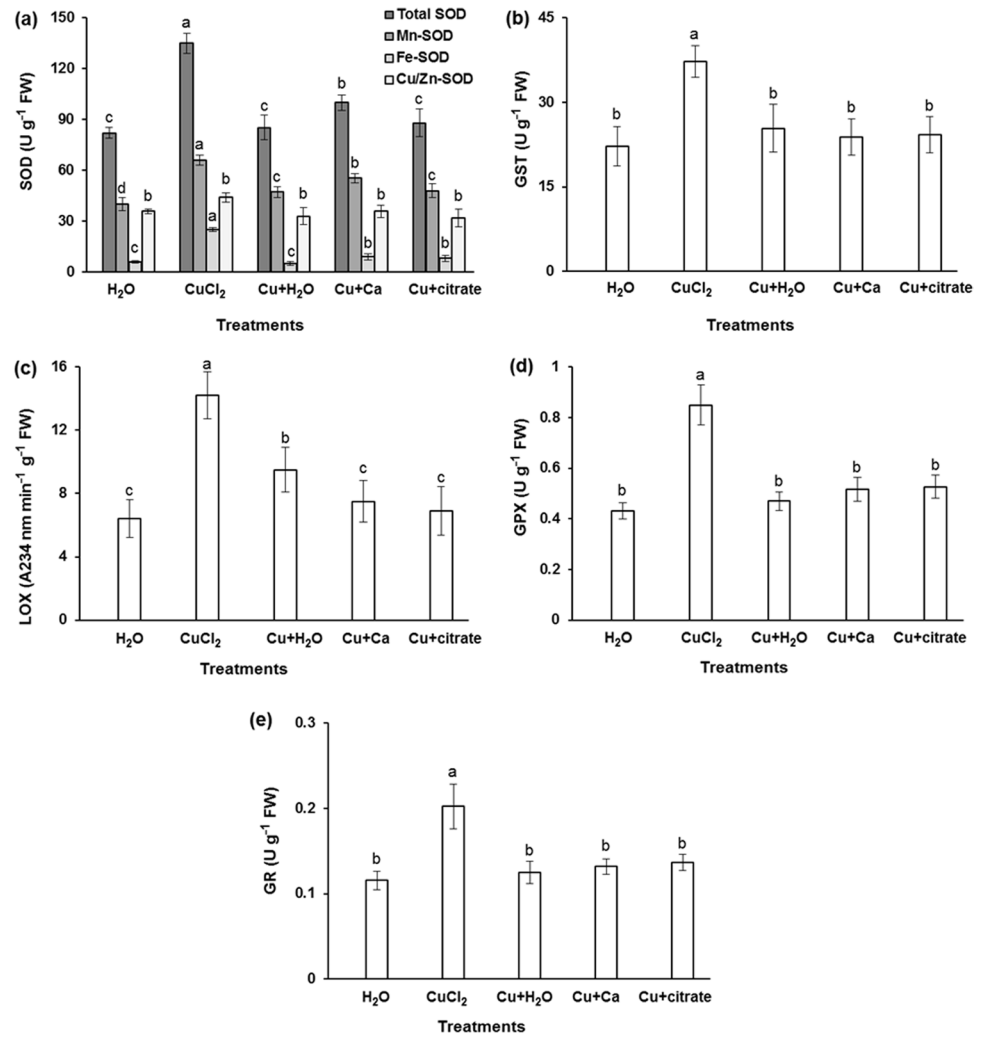 (a)
SOD (U g⁻¹ FW)
150
120
90
60
30
0
Total SOD
Mn-SOD
Fe-SOD
Cu/Zn-SOD
c d c b
a a a b
c c c b
b b b b
c c b b
H₂O CuCl₂ Cu+H₂O Cu+Ca Cu+citrate
Treatments
(b)
GST (U g⁻¹ FW)
45
30
15
0
b a b b b
H₂O CuCl₂ Cu+H₂O Cu+Ca Cu+citrate
Treatments
(c)
LOX (A234 nm min⁻¹ g⁻¹ FW)
16
12
8
4
0
c a b c c
H₂O CuCl₂ Cu+H₂O Cu+Ca Cu+citrate
Treatments
(d)
GPX (U g⁻¹ FW)
1
0.8
0.6
0.4
0.2
0
b a b b b
H₂O CuCl₂ Cu+H₂O Cu+Ca Cu+citrate
Treatments
(e)
GR (U g⁻¹ FW)
0.3
0.2
0.1
0
b a b b b
H₂O CuCl₂ Cu+H₂O Cu+Ca Cu+citrate
Treatments